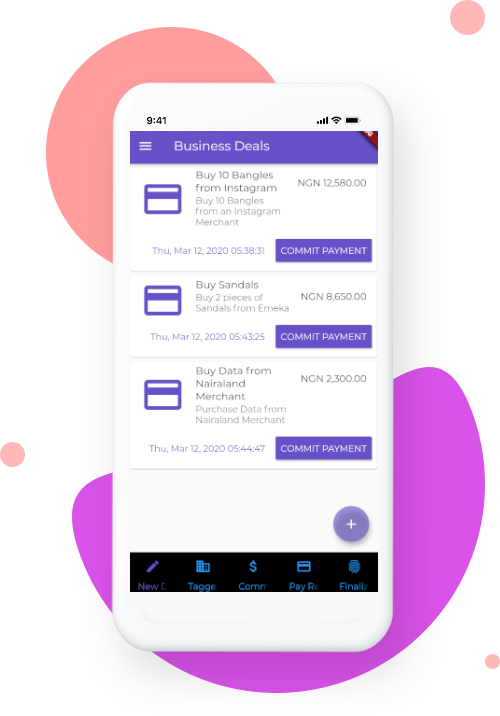 9:41
Business Deals
Buy 10 Bangles
from Instagram
NGN 12,580.00
Buy 10 Bangles
from an Instagram
Merchant
Thu, Mar 12, 2020 05:38:31
COMMIT PAYMENT
Buy Sandals
NGN 8,650.00
Buy 2 pieces of
Sandals from Emeka
Thu, Mar 12, 2020 05:43:25
COMMIT PAYMENT
Buy Data from
Nairaland
Merchant
NGN 2,300.00
Purchase Data from
Nairaland Merchant
Thu, Mar 12, 2020 05:44:47
COMMIT PAYMENT
+
New Tagge Comm Pay Re Finaliz